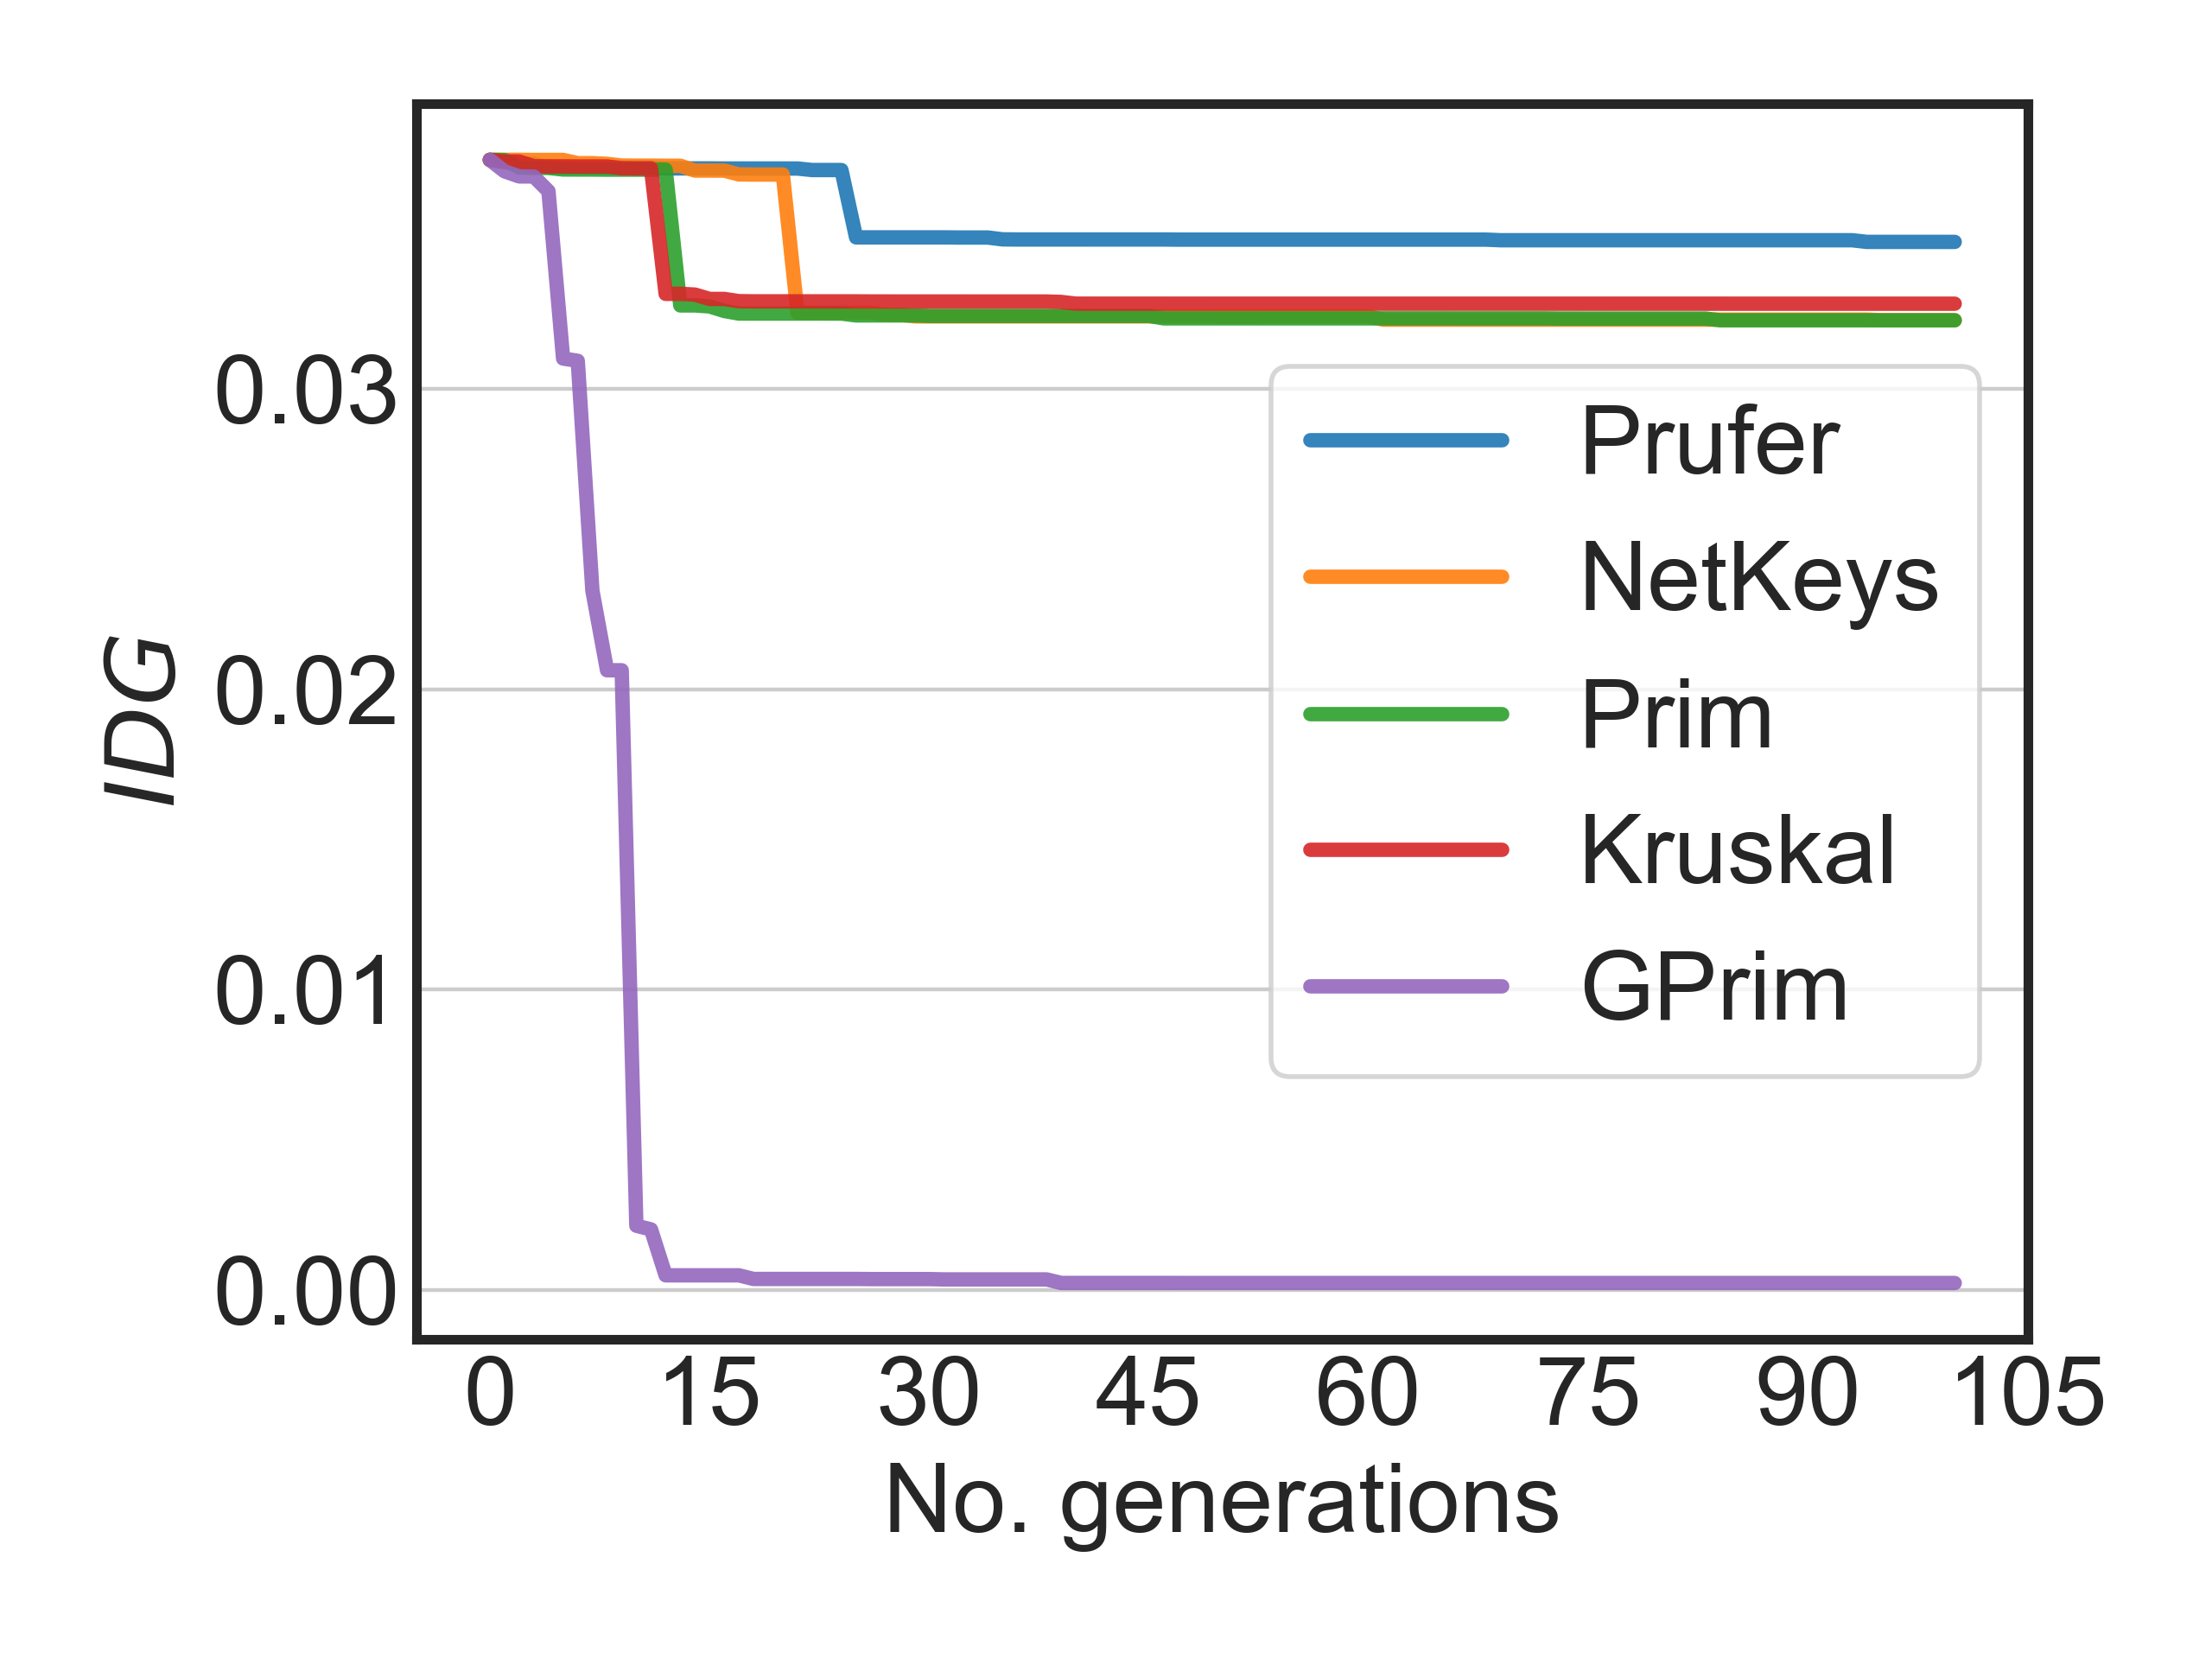 IDG
0.03
0.02
0.01
0.00
Prufer
NetKeys
Prim
Kruskal
GPrim
0 15 30 45 60 75 90 105
No. generations